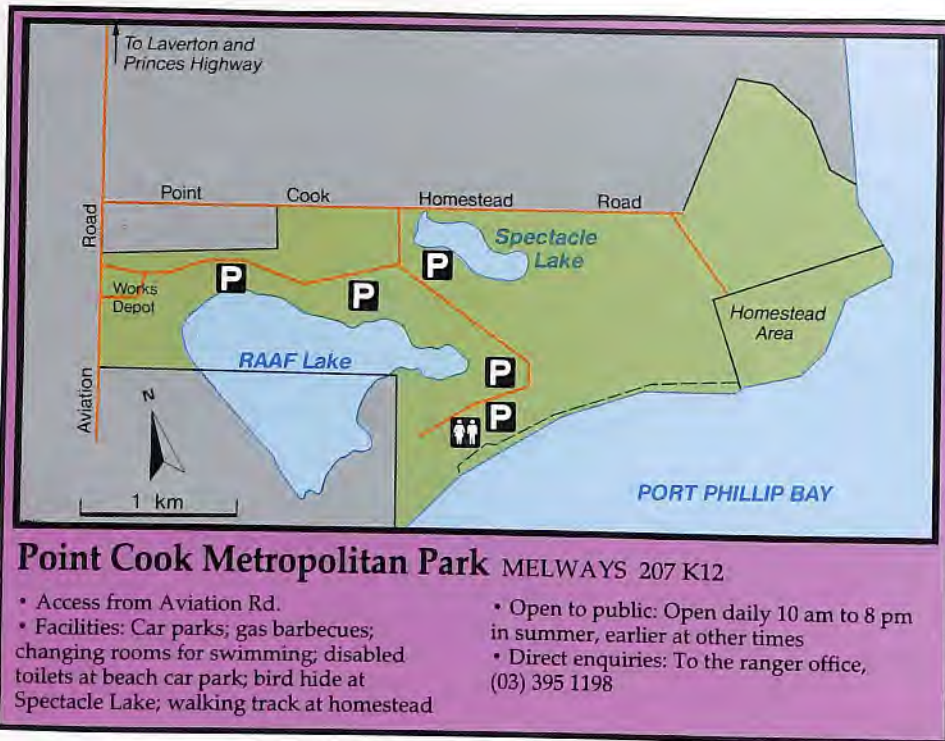 To Laverton and
Princes Highway
Point Cook Homestead Road
Road
Spectacle
Lake
P
P
P
Works
Depot
Homestead
Area
RAAF Lake
P
Aviation
N
P
1 km
PORT PHILLIP BAY
Point Cook Metropolitan Park MELWAYS 207 K12
• Access from Aviation Rd.
• Facilities: Car parks; gas barbecues;
changing rooms for swimming; disabled
toilets at beach car park; bird hide at
Spectacle Lake; walking track at homestead
• Open to public: Open daily 10 am to 8 pm
in summer, earlier at other times
• Direct enquiries: To the ranger office,
(03) 395 1198